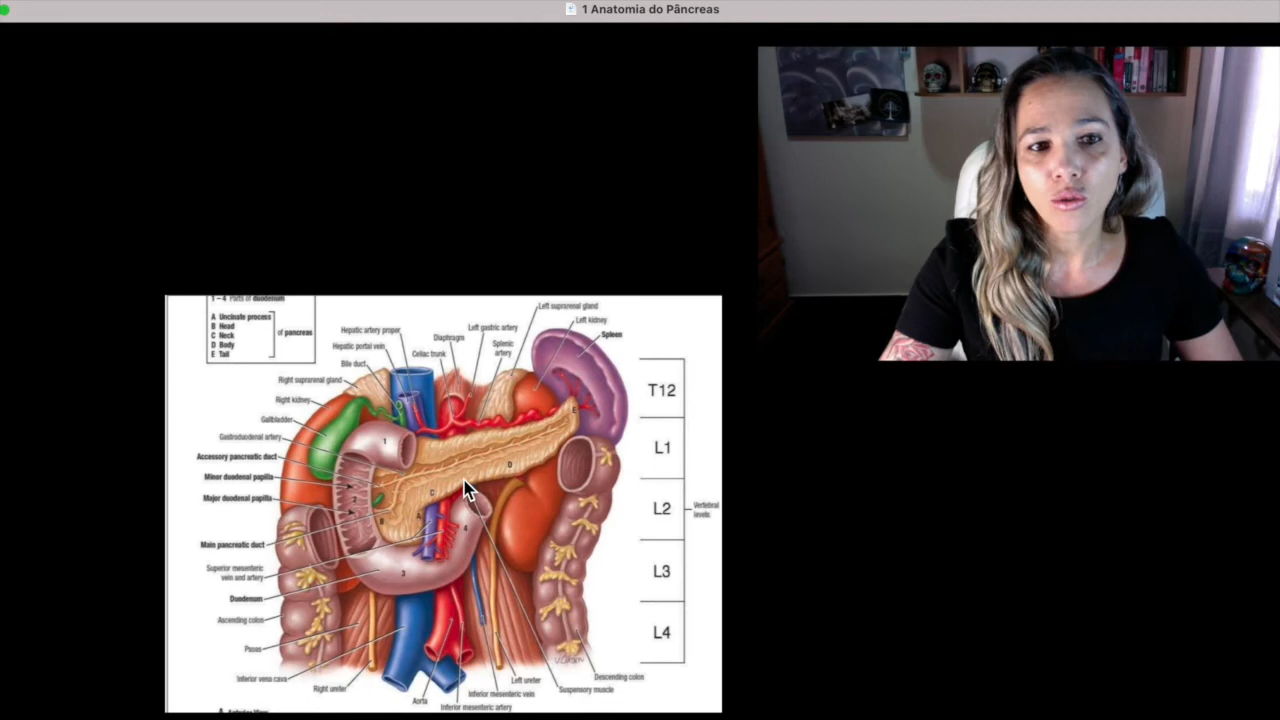 1 Anatomia do Pâncreas
1 – 4 Parts of duodenum
A Uncinate process
B Head
C Neck
D Body
E Tail
of pancreas
Left suprarenal gland
Left kidney
Spleen
Left gastric artery
Hepatic artery proper
Diaphragm
Splenic
artery
Hepatic portal vein
Celiac trunk
Bile duct
Right suprarenal gland
Right kidney
Gallbladder
Gastroduodenal artery
Accessory pancreatic duct
Minor duodenal papilla
Major duodenal papilla
Main pancreatic duct
Superior mesenteric
vein and artery
Duodenum
Ascending colon
Psoas
Inferior vena cava
Right ureter
Aorta
Inferior mesenteric artery
Inferior mesenteric vein
Left ureter
Suspensory muscle
Descending colon
E
1
D
2
C
B
A
4
3
T12
L1
L2
L3
L4
Vertebral
levels